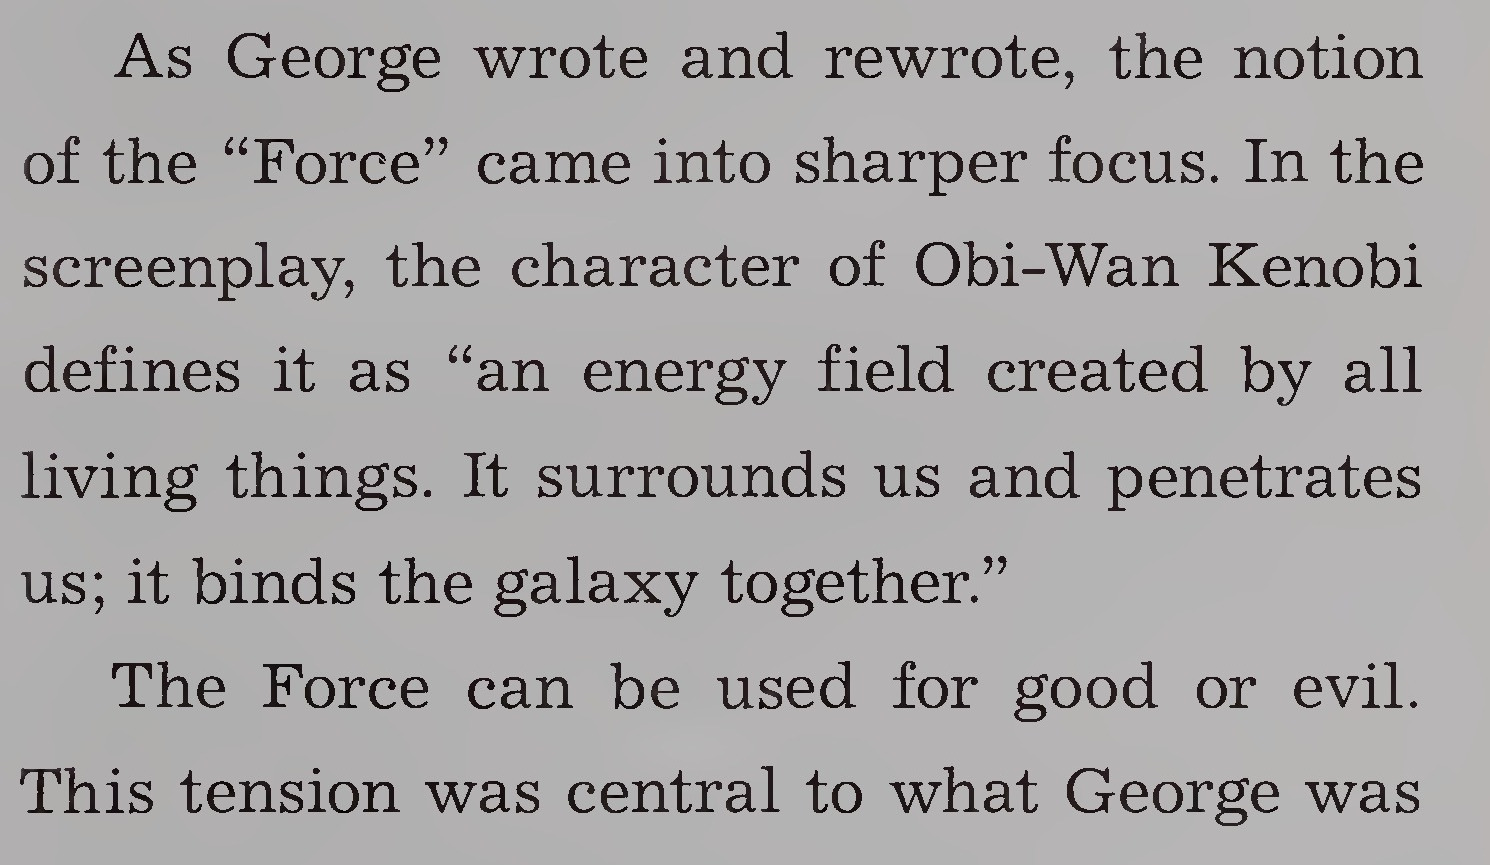 As George wrote and rewrote, the notion
of the “Force” came into sharper focus. In the
screenplay, the character of Obi-Wan Kenobi
defines it as “an energy field created by all
living things. It surrounds us and penetrates
us; it binds the galaxy together.”
The Force can be used for good or evil.
This tension was central to what George was